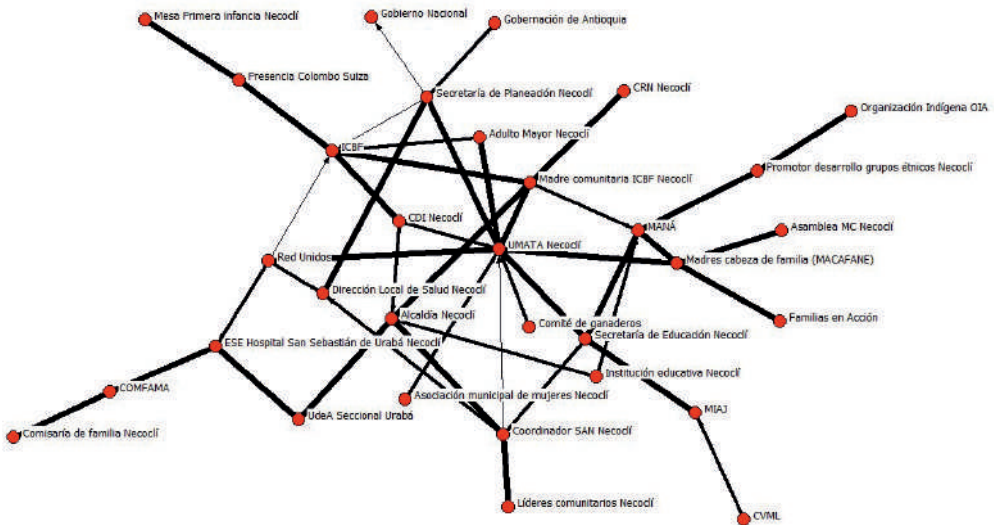 Mesa Primera infancia Necoclí
Gobierno Nacional
Gobernación de Antioquia
Presencia Colombo Suiza
Secretaría de Planeación Necoclí
CRN Necoclí
Organización Indígena OIA
Adulto Mayor Necoclí
ICBF
Promotor desarrollo grupos étnicos Necoclí
Madre comunitaria ICBF Necoclí
CDI Necoclí
MANÁ
Asamblea MC Necoclí
UMATA Necoclí
Red Unidos
Madres cabeza de familia (MACAFANE)
Dirección Local de Salud Necoclí
Alcaldía Necoclí
Comité de ganaderos
Familias en Acción
Secretaría de Educación Necoclí
ESE Hospital San Sebastián de Urabá Necoclí
Institución educativa Necoclí
COMFAMA
Asociación municipal de mujeres Necoclí
MIAJ
UdeA Seccional Urabá
Comisaría de familia Necoclí
Coordinador SAN Necoclí
Líderes comunitarios Necoclí
CVML